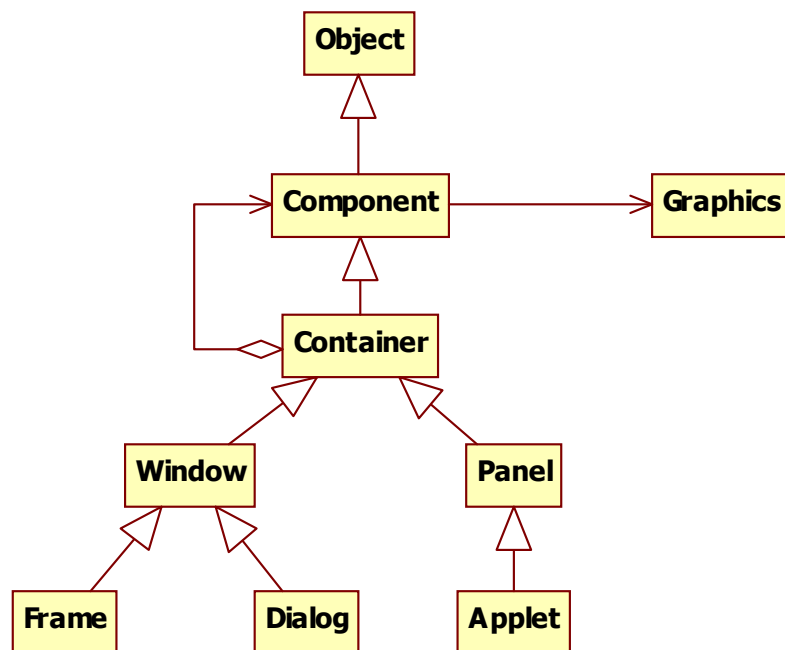 Object
Component
Graphics
Container
Window
Panel
Frame
Dialog
Applet